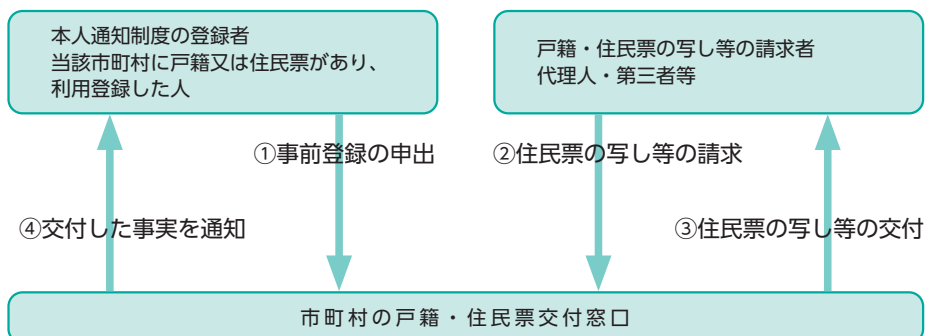 本人通知制度の登録者
当該市町村に戸籍又は住民票があり、
利用登録した人
戸籍・住民票の写し等の請求者
代理人・第三者等
①事前登録の申出
②住民票の写し等の請求
④交付した事実を通知
③住民票の写し等の交付
市町村の戸籍・住民票交付窓口